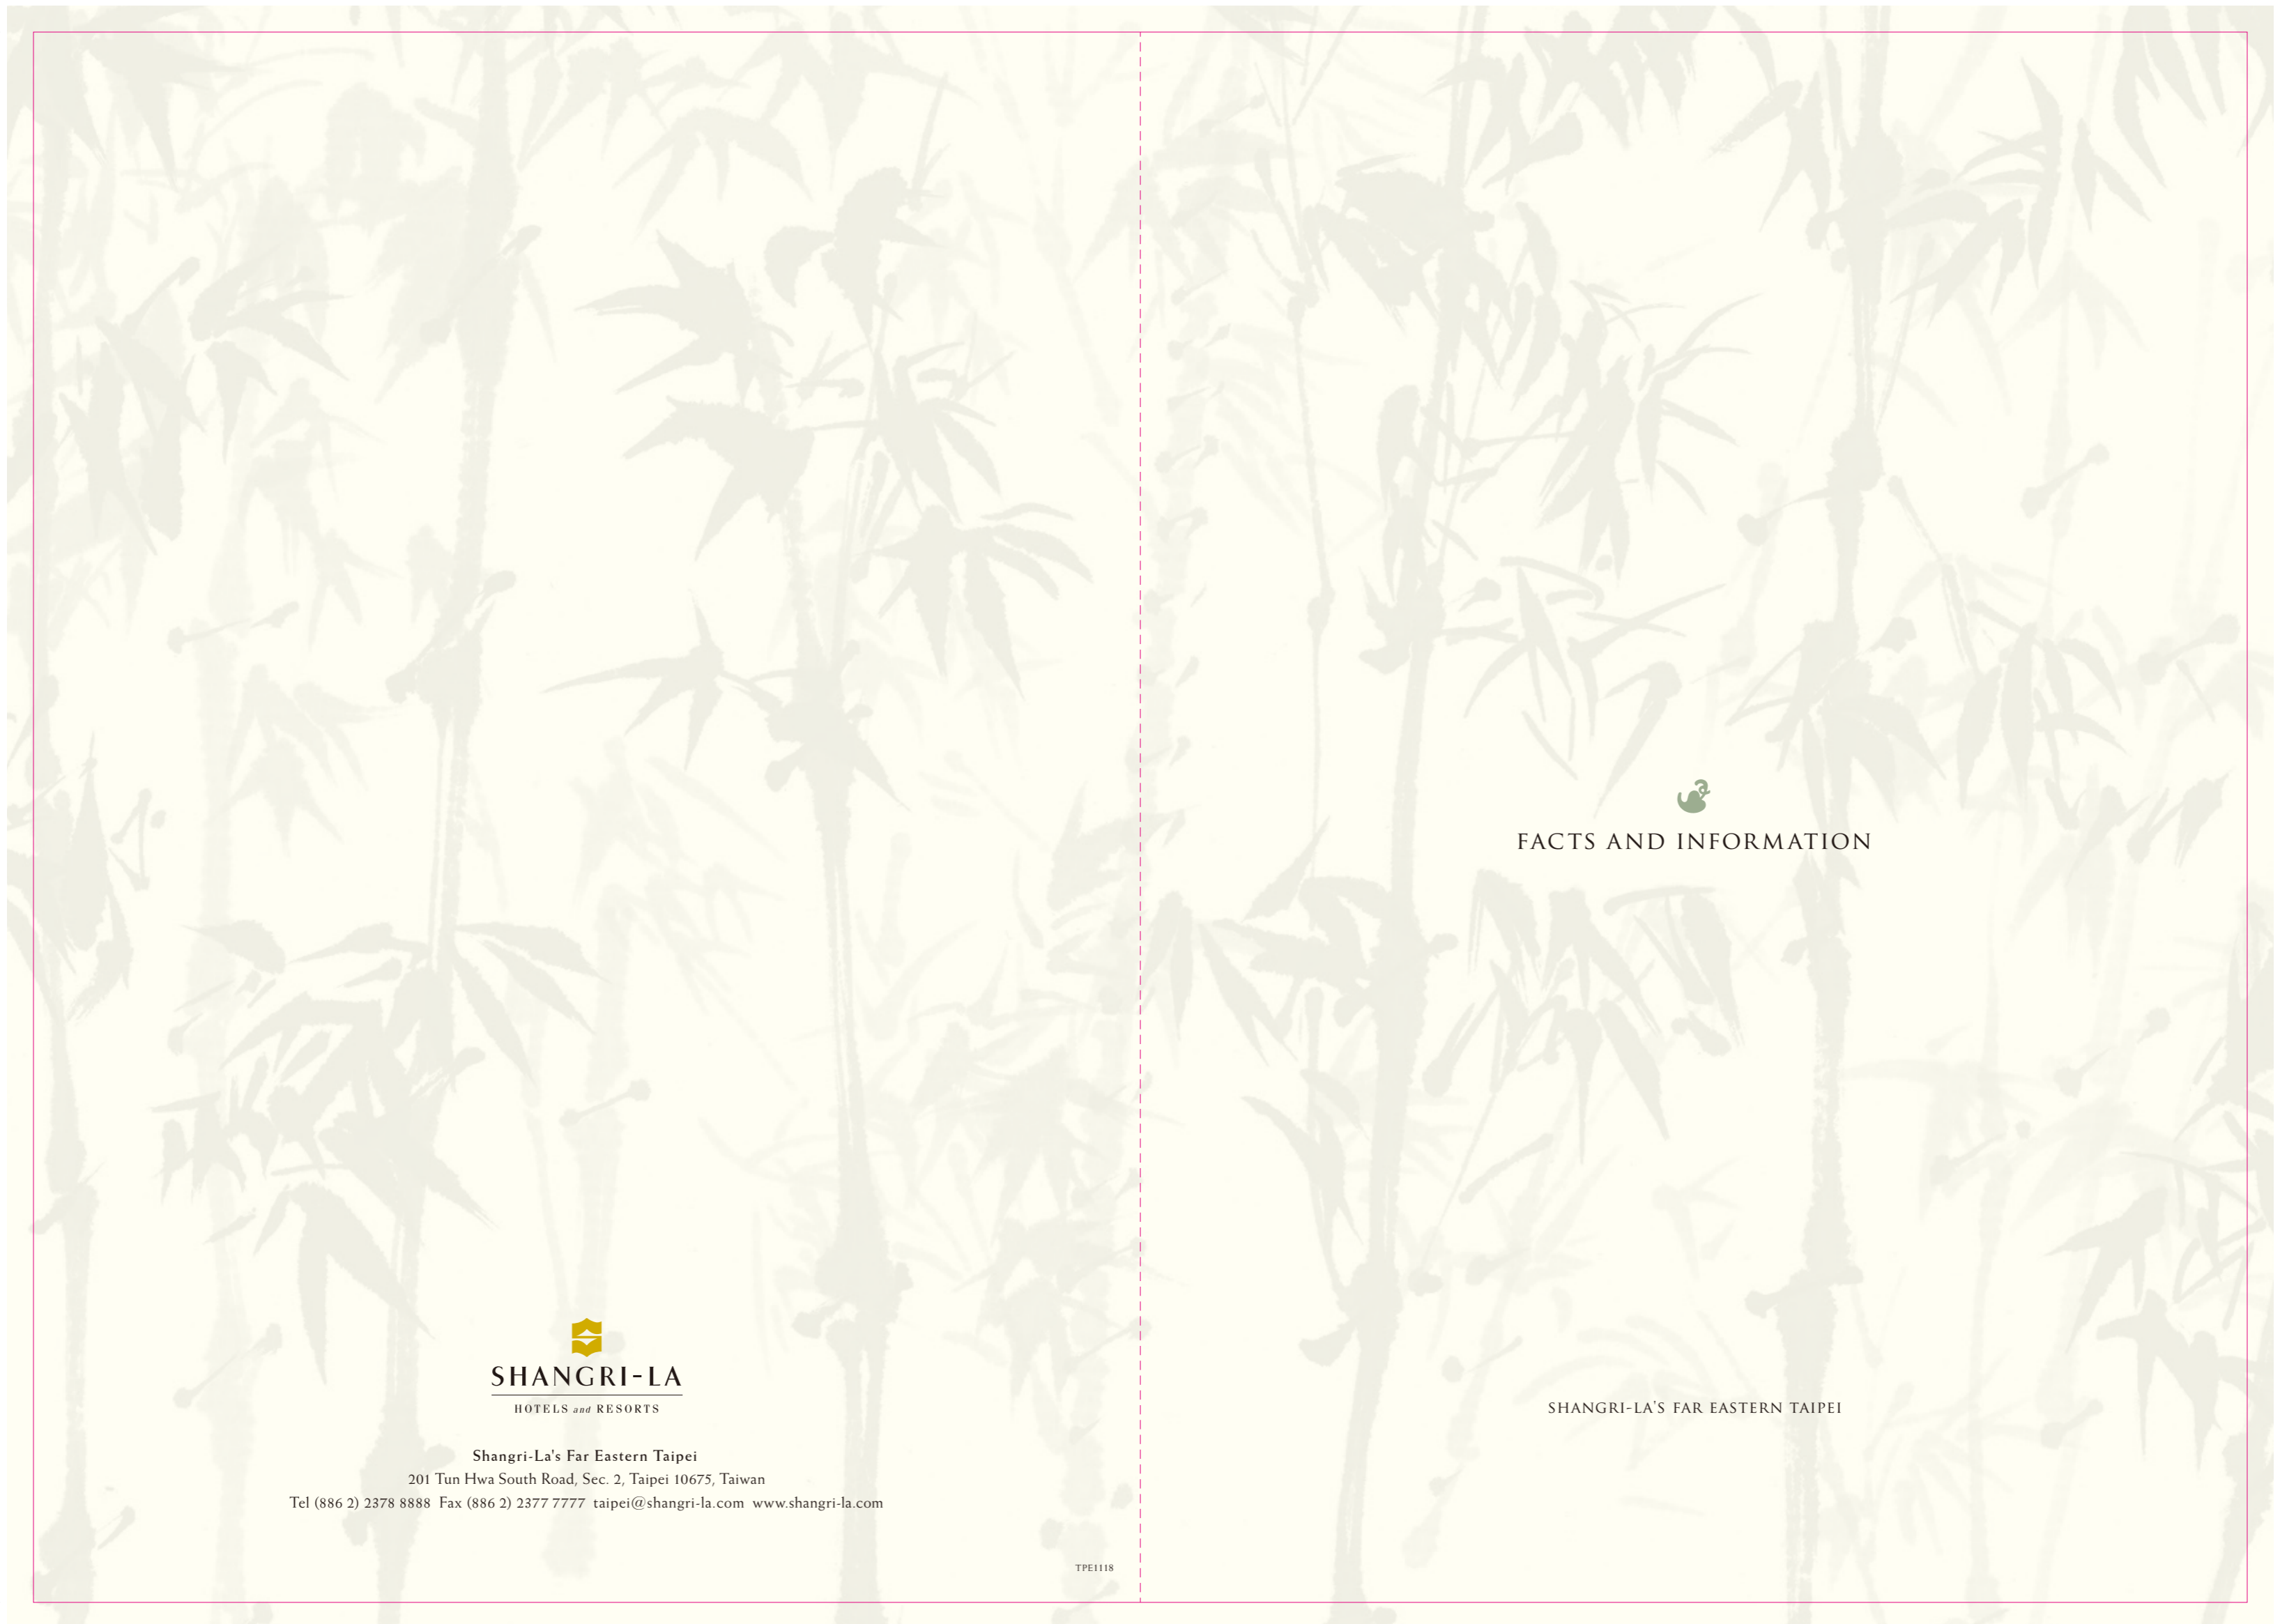 SHANGRI-LA
HOTELS and RESORTS
Shangri-La's Far Eastern Taipei
201 Tun Hwa South Road, Sec. 2, Taipei 10675, Taiwan
Tel (886 2) 2378 8888 Fax (886 2) 2377 7777 taipei@shangri-la.com www.shangri-la.com
TPE1118
FACTS AND INFORMATION
SHANGRI-LA'S FAR EASTERN TAIPEI